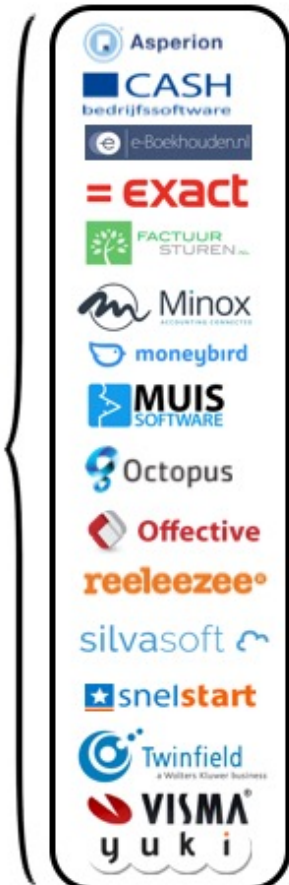 Asperion
CASH
bedrijfssoftware
e e-Boekhouden.nl
= exact
FACTUUR
STUREN.NL
Minox
ACCOUNTING CONNECTED
moneybird
MUIS
SOFTWARE
Octopus
Offective
reeleezee®
silvasoft
snelstart
Twinfield
a Wolters Kluwer business
VISMA®
yuki